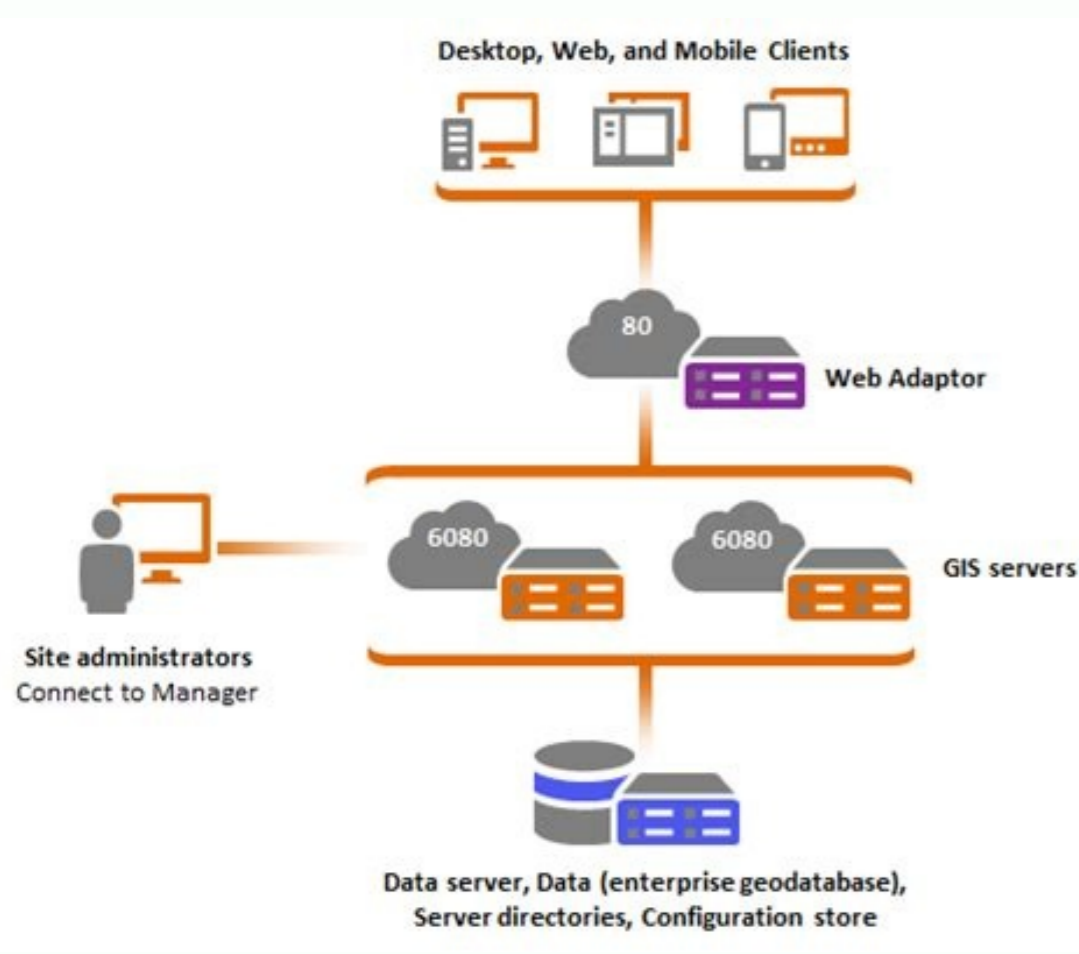 Desktop, Web, and Mobile Clients
80
Web Adaptor
6080
6080
GIS servers
Site administrators
Connect to Manager
Data server, Data (enterprise geodatabase),
Server directories, Configuration store